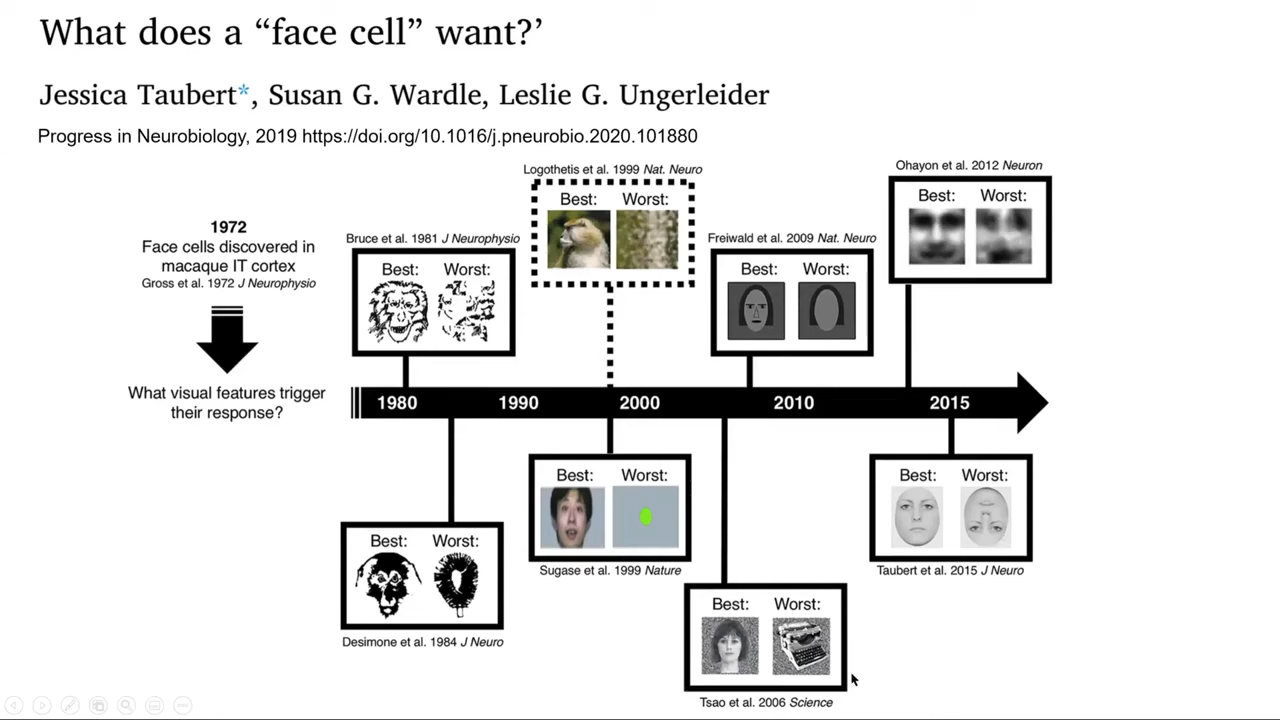 What does a “face cell” want?’
Jessica Taubert*, Susan G. Wardle, Leslie G. Ungerleider
Progress in Neurobiology, 2019 https://doi.org/10.1016/j.pneurobio.2020.101880
1972
Face cells discovered in
macaque IT cortex
Gross et al. 1972 J Neurophysio
What visual features trigger
their response?
Bruce et al. 1981 J Neurophysio
Best: Worst:
Logothetis et al. 1999 Nat. Neuro
Best: Worst:
Freiwald et al. 2009 Nat. Neuro
Best: Worst:
Ohayon et al. 2012 Neuron
Best: Worst:
1980 1990 2000 2010 2015
Best: Worst:
Desimone et al. 1984 J Neuro
Best: Worst:
Sugase et al. 1999 Nature
Best: Worst:
Tsao et al. 2006 Science
Best: Worst:
Taubert et al. 2015 J Neuro